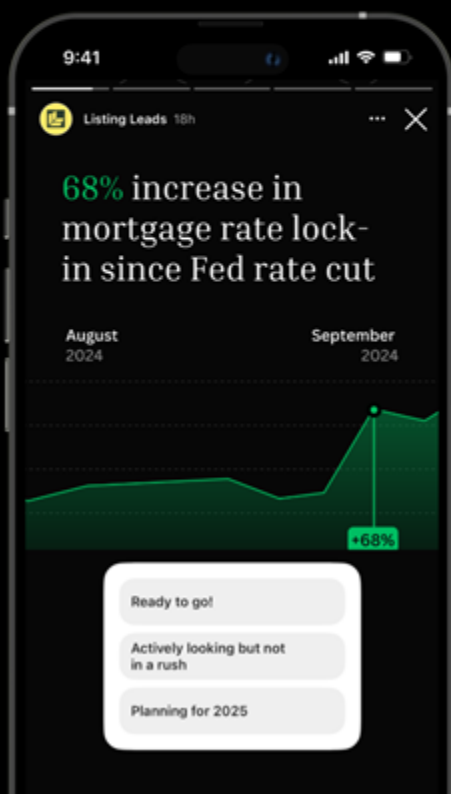 9:41
Listing Leads 18h
68% increase in
mortgage rate lock-
in since Fed rate cut
August
2024
September
2024
+68%
Ready to go!
Actively looking but not
in a rush
Planning for 2025